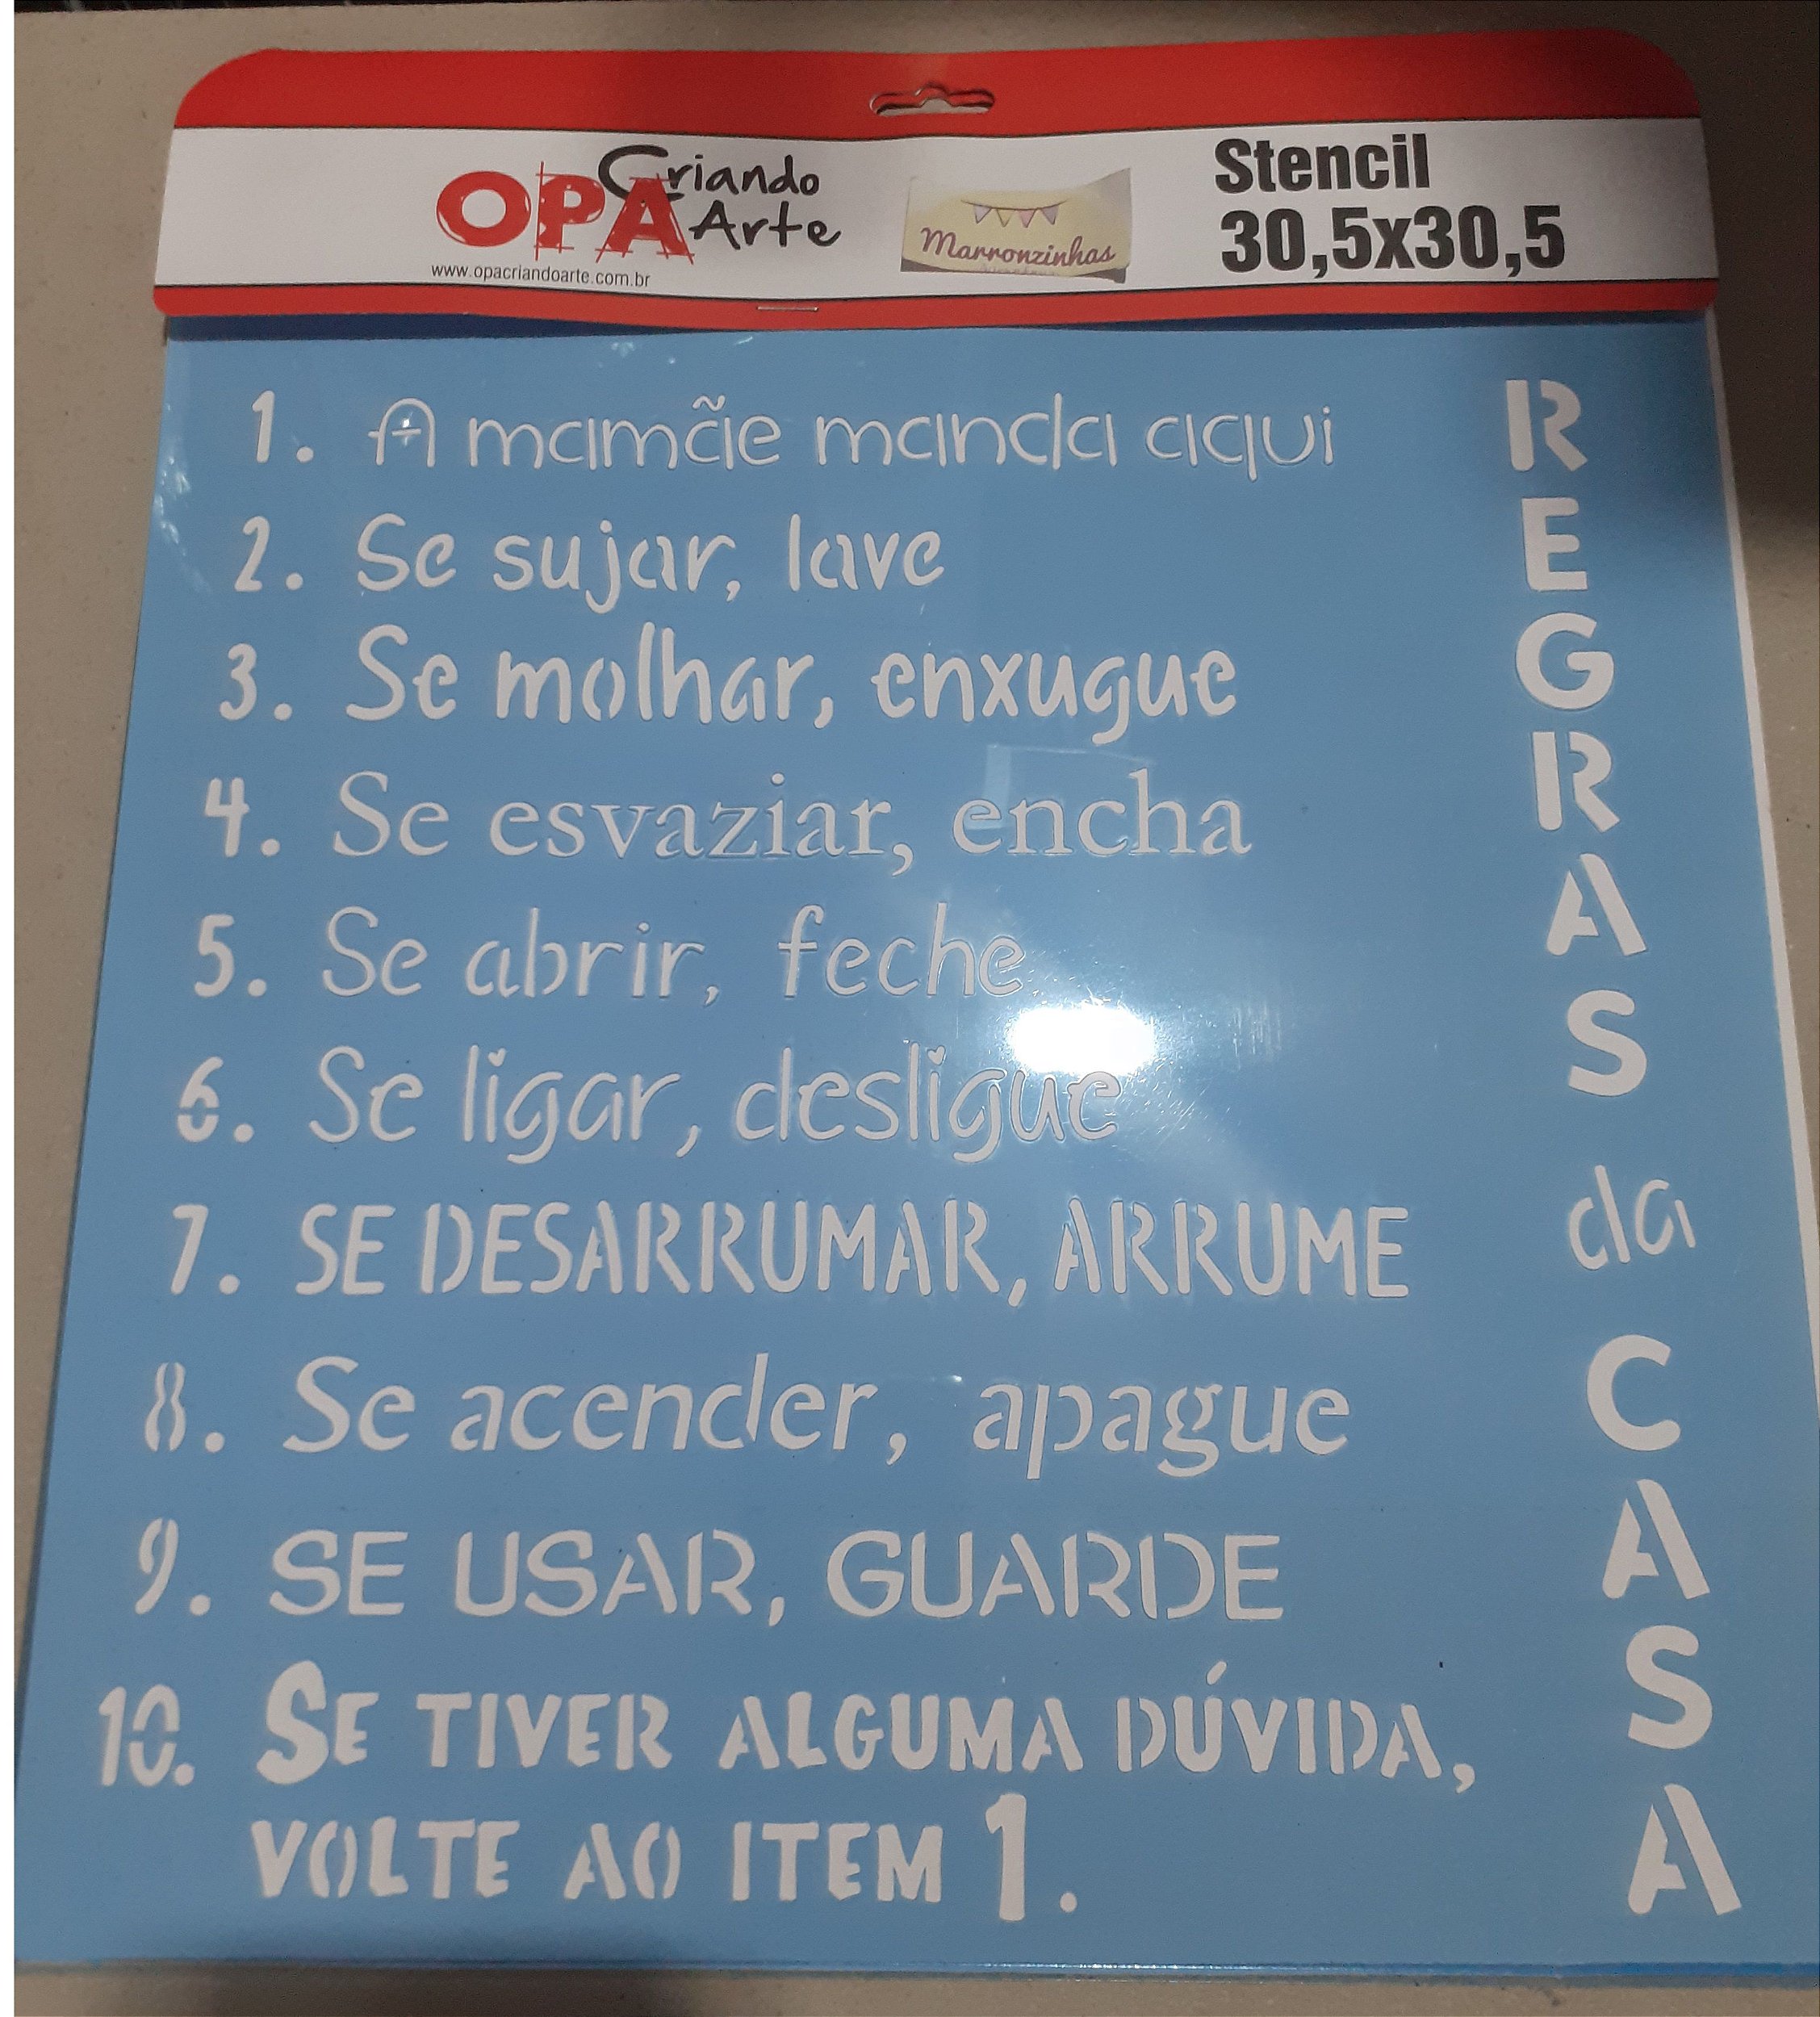 OPA Criando Arte
www.opacriandoarte.com.br
Marronzinhas
Stencil
30,5x30,5
1. A mamãe manda aqui
2. Se sujar, lave
3. Se molhar, enxugue
4. Se esvaziar, encha
5. Se abrir, feche
6. Se ligar, desligue
7. SE DESARRUMAR, ARRUME
8. Se acender, apague
9. SE USAR, GUARDE
10. SE TIVER ALGUMA DÚVIDA,
VOLTE AO ITEM 1.
REGRAS da CASA